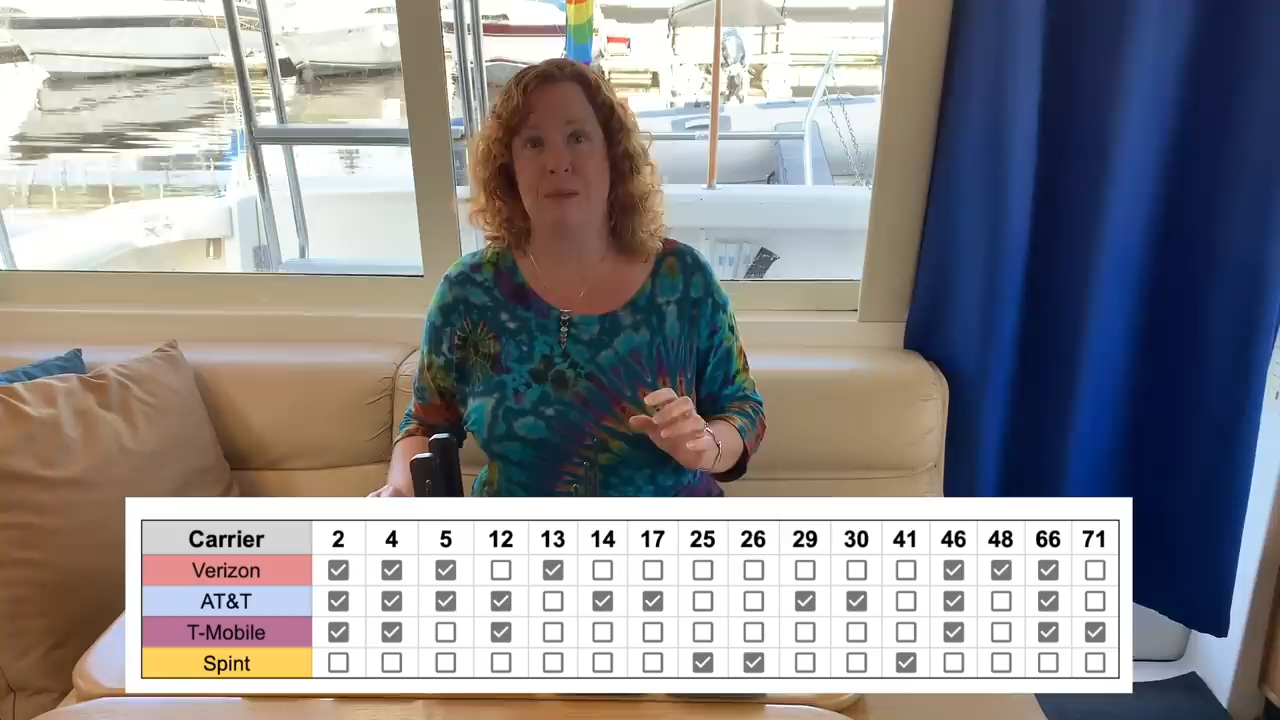 Carrier 2 4 5 12 13 14 17 25 26 29 30 41 46 48 66 71
Verizon ☑ ☑ ☑ ☐ ☑ ☐ ☐ ☐ ☐ ☐ ☐ ☐ ☑ ☑ ☑ ☐
AT&T ☑ ☑ ☑ ☑ ☐ ☑ ☑ ☐ ☐ ☑ ☑ ☐ ☑ ☐ ☑ ☐
T-Mobile ☑ ☑ ☐ ☑ ☐ ☐ ☐ ☐ ☐ ☐ ☐ ☐ ☑ ☐ ☑ ☑
Spint ☐ ☐ ☐ ☐ ☐ ☐ ☐ ☑ ☑ ☐ ☐ ☑ ☐ ☐ ☐ ☐